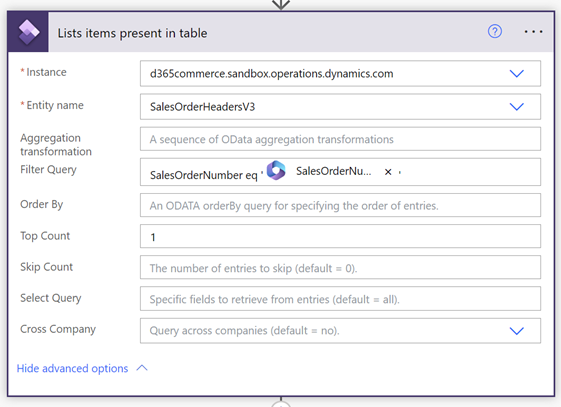 Lists items present in table
* Instance
d365commerce.sandbox.operations.dynamics.com
* Entity name
SalesOrderHeadersV3
Aggregation
transformation
A sequence of OData aggregation transformations
Filter Query
SalesOrderNumber eq ' SalesOrderNu... × '
Order By
An ODATA orderBy query for specifying the order of entries.
Top Count
1
Skip Count
The number of entries to skip (default = 0).
Select Query
Specific fields to retrieve from entries (default = all).
Cross Company
Query across companies (default = no).
Hide advanced options